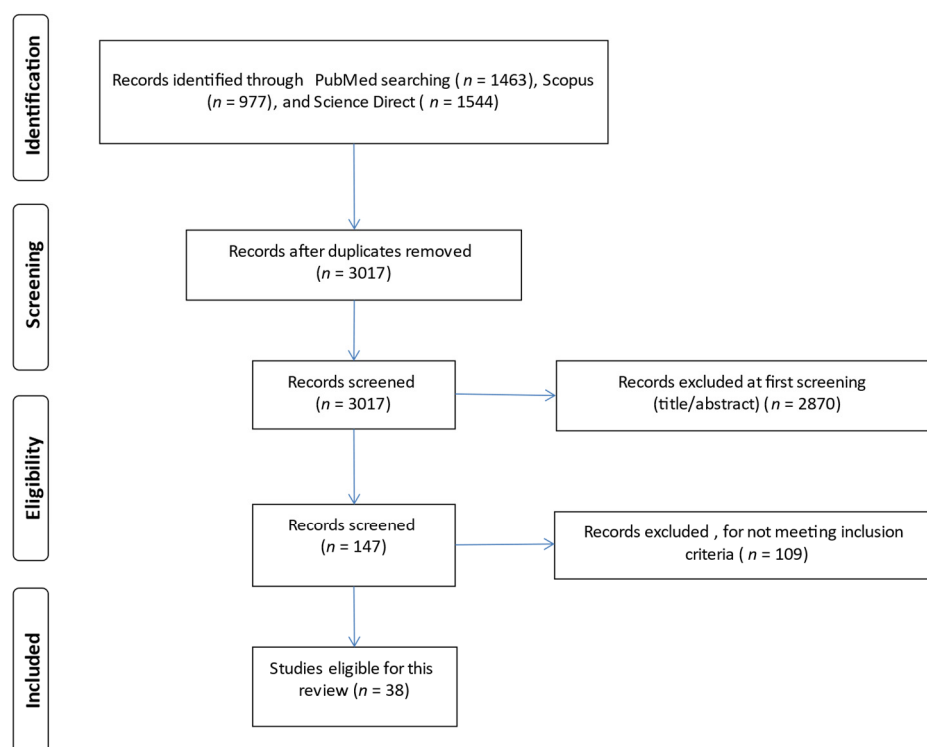 Identification
Records identified through PubMed searching ( n = 1463), Scopus
(n = 977), and Science Direct ( n = 1544)
Screening
Records after duplicates removed
(n = 3017)
Records screened
(n = 3017)
Records excluded at first screening
(title/abstract) ( n = 2870)
Eligibility
Records screened
(n = 147)
Records excluded , for not meeting inclusion
criteria ( n = 109)
Included
Studies eligible for this
review (n = 38)